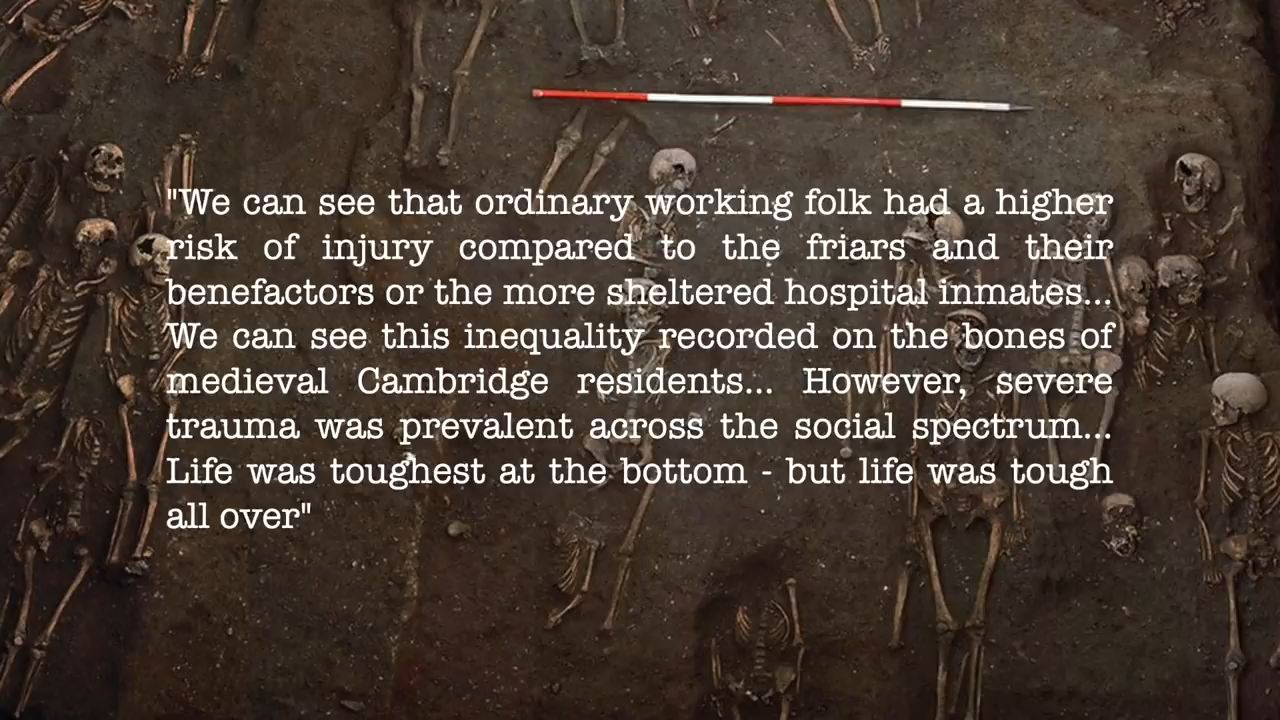 "We can see that ordinary working folk had a higher
risk of injury compared to the friars and their
benefactors or the more sheltered hospital inmates...
We can see this inequality recorded on the bones of
medieval Cambridge residents... However, severe
trauma was prevalent across the social spectrum...
Life was toughest at the bottom - but life was tough
all over"